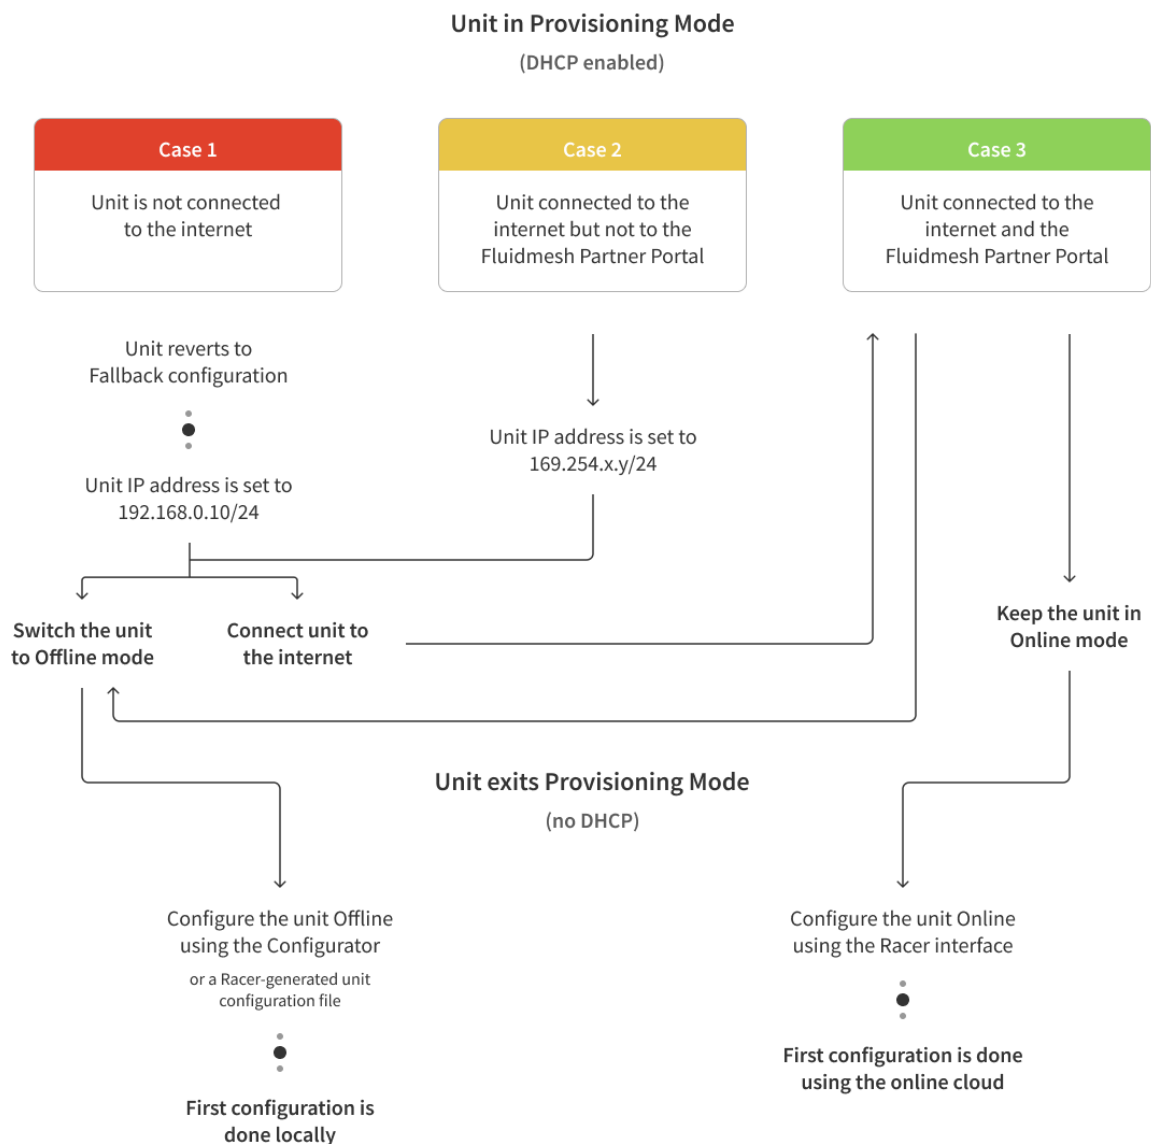 Unit in Provisioning Mode
(DHCP enabled)
Case 1
Unit is not connected
to the internet
Case 2
Unit connected to the
internet but not to the
Fluidmesh Partner Portal
Case 3
Unit connected to the
internet and the
Fluidmesh Partner Portal
Unit reverts to
Fallback configuration
Unit IP address is set to
192.168.0.10/24
Unit IP address is set to
169.254.x.y/24
Switch the unit
to Offline mode
Connect unit to
the internet
Keep the unit in
Online mode
Unit exits Provisioning Mode
(no DHCP)
Configure the unit Offline
using the Configurator
or a Racer-generated unit
configuration file
First configuration is
done locally
Configure the unit Online
using the Racer interface
First configuration is done
using the online cloud